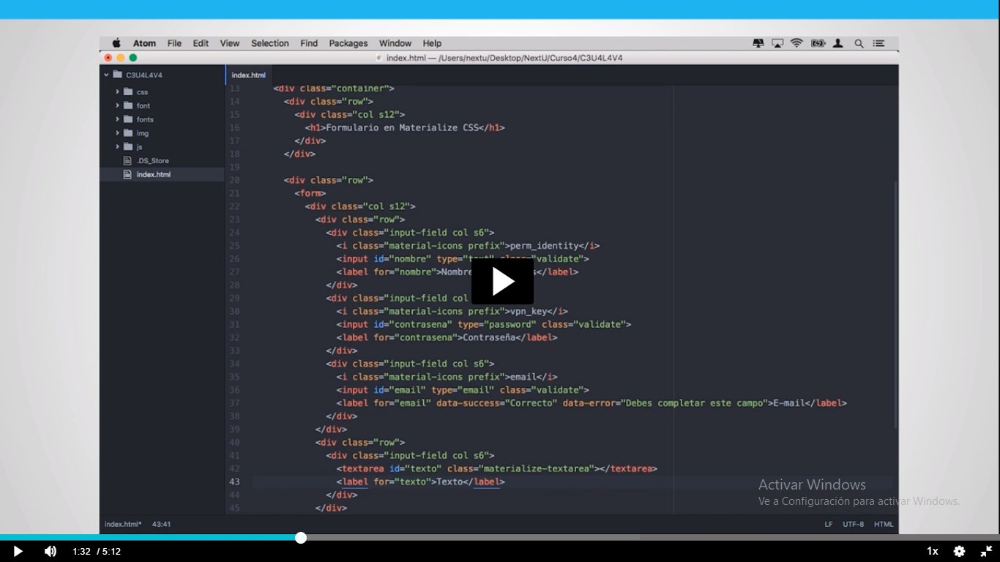 Atom File Edit View Selection Find Packages Window Help
index.html — /Users/nextu/Desktop/NextU/Curso4/C3U4L4V4
C3U4L4V4
css
font
fonts
img
js
.DS_Store
index.html
index.html
13 <div class="container">
14 <div class="row">
15 <div class="col s12">
16 <h1>Formulario en Materialize CSS</h1>
17 </div>
18 </div>
19
20 <div class="row">
21 <form>
22 <div class="col s12">
23 <div class="row">
24 <div class="input-field col s6">
25 <i class="material-icons prefix">perm_identity</i>
26 <input id="nombre" type="text" class="validate">
27 <label for="nombre">Nombre s</label>
28 </div>
29 <div class="input-field col
30 <i class="material-icons prefix">vpn_key</i>
31 <input id="contrasena" type="password" class="validate">
32 <label for="contrasena">Contraseña</label>
33 </div>
34 <div class="input-field col s6">
35 <i class="material-icons prefix">email</i>
36 <input id="email" type="email" class="validate">
37 <label for="email" data-success="Correcto" data-error="Debes completar este campo">E-mail</label>
38 </div>
39 </div>
40 <div class="row">
41 <div class="input-field col s6">
42 <textarea id="texto" class="materialize-textarea"></textarea>
43 <label for="texto">Texto</label>
44 </div>
45 </div>
Activar Windows
Ve a Configuración para activar Windows.
index.html* 43:41 LF UTF-8 HTML
1:32 / 5:12 1x